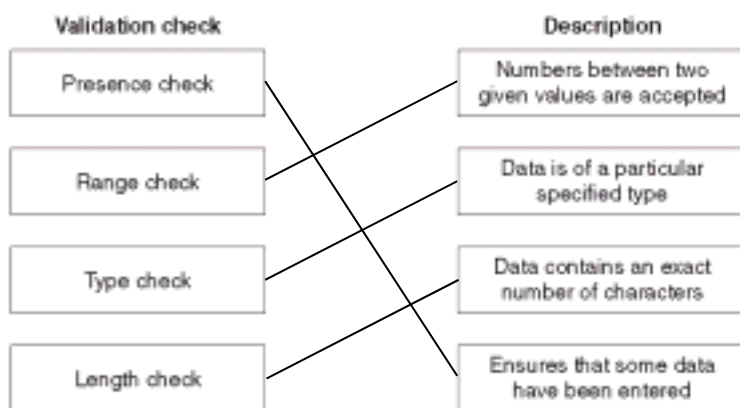 Validation check
Description
Presence check
Numbers between two
given values are accepted
Range check
Data is of a particular
specified type
Type check
Data contains an exact
number of characters
Length check
Ensures that some data
have been entered